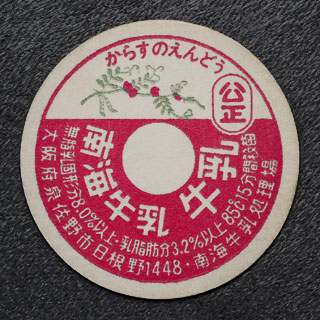 からすのえんどう
公正
南海牛乳
牛乳
無脂乳固形分8.0%以上・乳脂肪分3.2%以上 85℃15分間殺菌
大阪府泉佐野市日根野1448・南海牛乳処理場